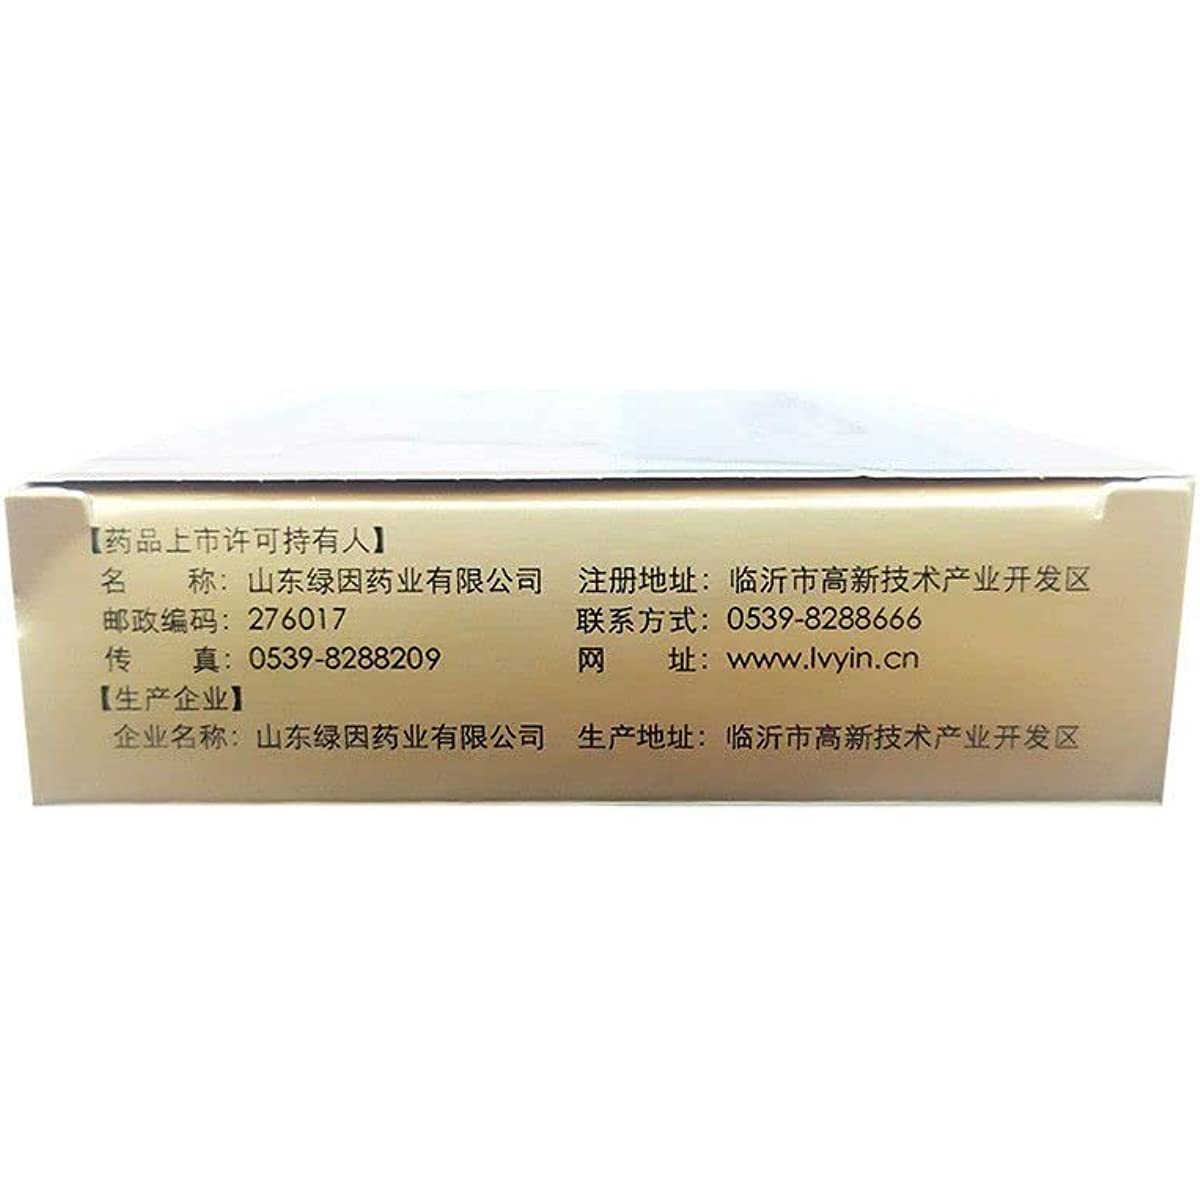 【药品上市许可持有人】
名 称：山东绿因药业有限公司 注册地址：临沂市高新技术产业开发区
邮政编码：276017 联系方式：0539-8288666
传 真：0539-8288209 网 址：www.lvyin.cn
【生产企业】
企业名称：山东绿因药业有限公司 生产地址：临沂市高新技术产业开发区